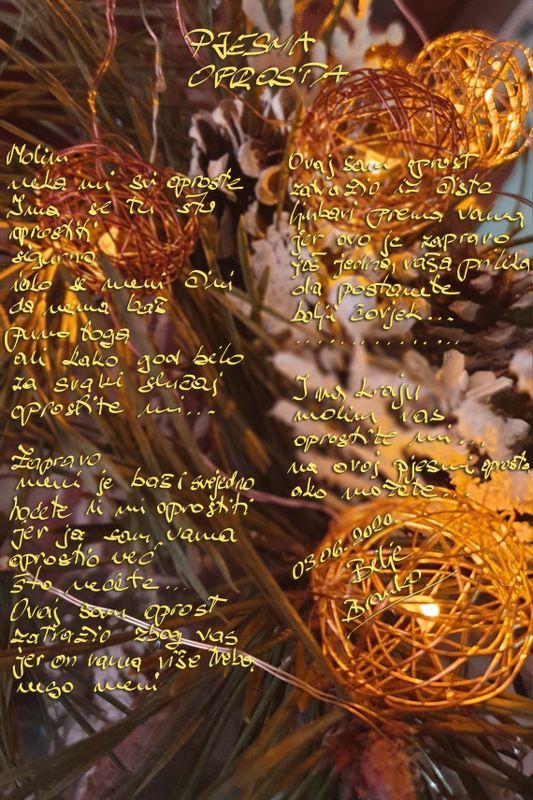 PJESMA
OPROSTA
Molim
neka mi svi oproste
Ima se tu što
oprostiti
sigurno
iako se meni čini
da nema baš
puno toga
ali kako god bilo
za svaki slučaj
oprostite mi...
Zapravo
meni je baš i svejedno
hoćete li mi oprostiti
jer ja sam vama
oprostio već
što nećete...
Ovaj sam oprost
zatražio zbog vas
jer on vama više treba
nego meni
Ovaj sam oprost
zatražio iz čiste
ljubavi prema vama
jer ovo je zapravo
još jedna, vaša prilika
da postanete
bolji čovjek...
..................
I na kraju
molim vas
oprostite mi...
na ovoj pjesmi oprosta
ako možete...
03.06.2020.
Branko